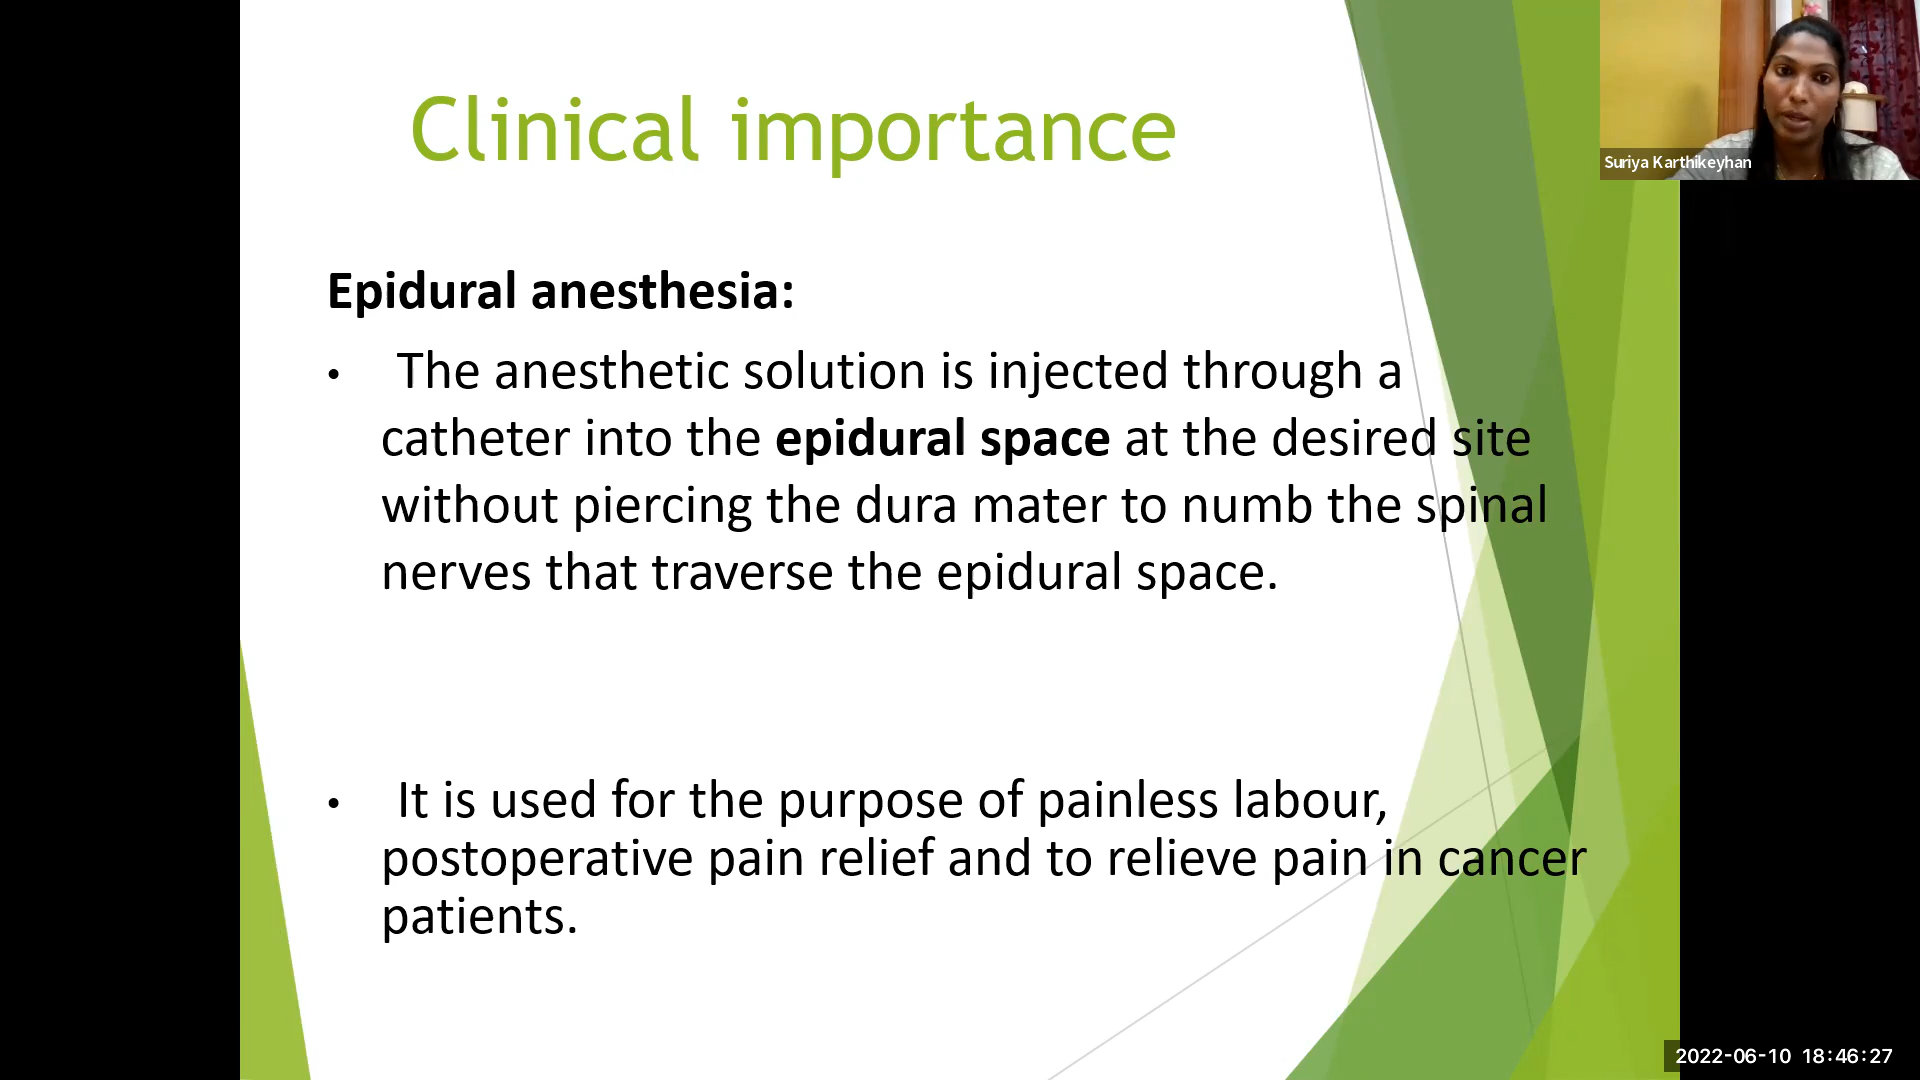 Clinical importance
Suriya Karthikeyhan
Epidural anesthesia:
• The anesthetic solution is injected through a
catheter into the epidural space at the desired site
without piercing the dura mater to numb the spinal
nerves that traverse the epidural space.
• It is used for the purpose of painless labour,
postoperative pain relief and to relieve pain in cancer
patients.
2022-06-10 18:46:27